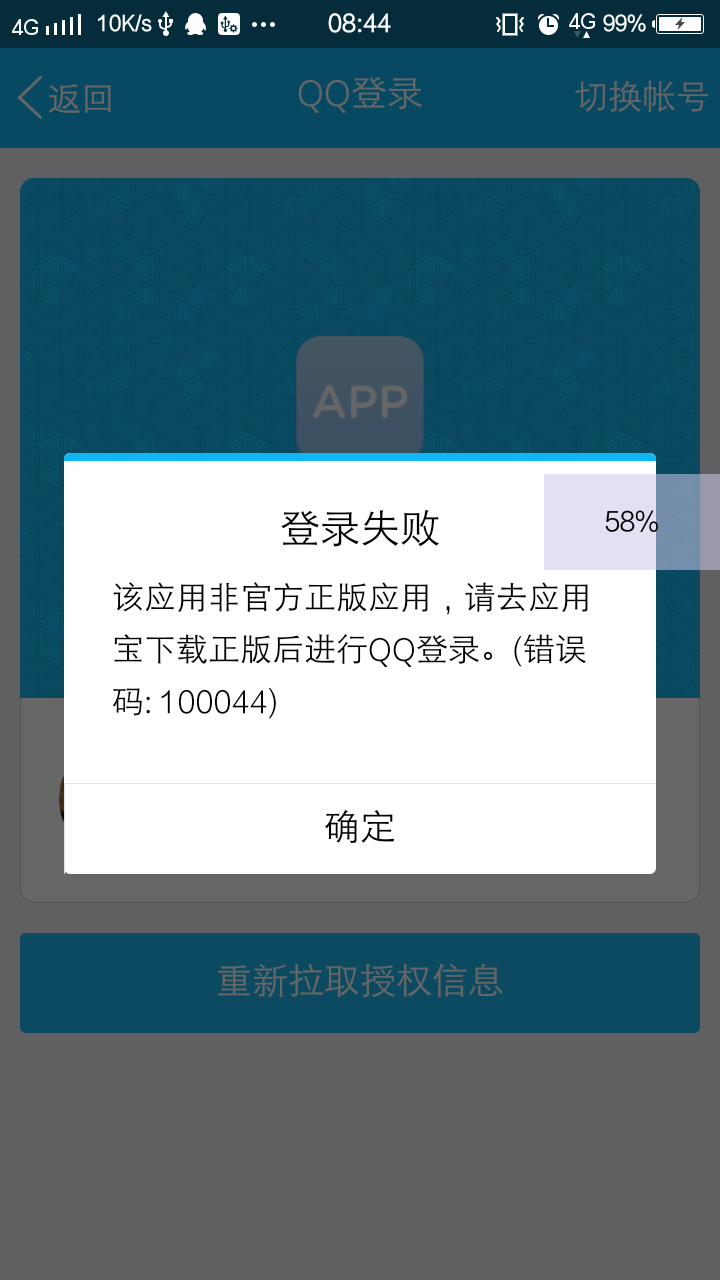 4G 10K/s 08:44 4G 99%
返回 QQ登录 切换帐号
APP
58%
登录失败
该应用非官方正版应用，请去应用
宝下载正版后进行QQ登录。(错误
码: 100044)
确定
重新拉取授权信息